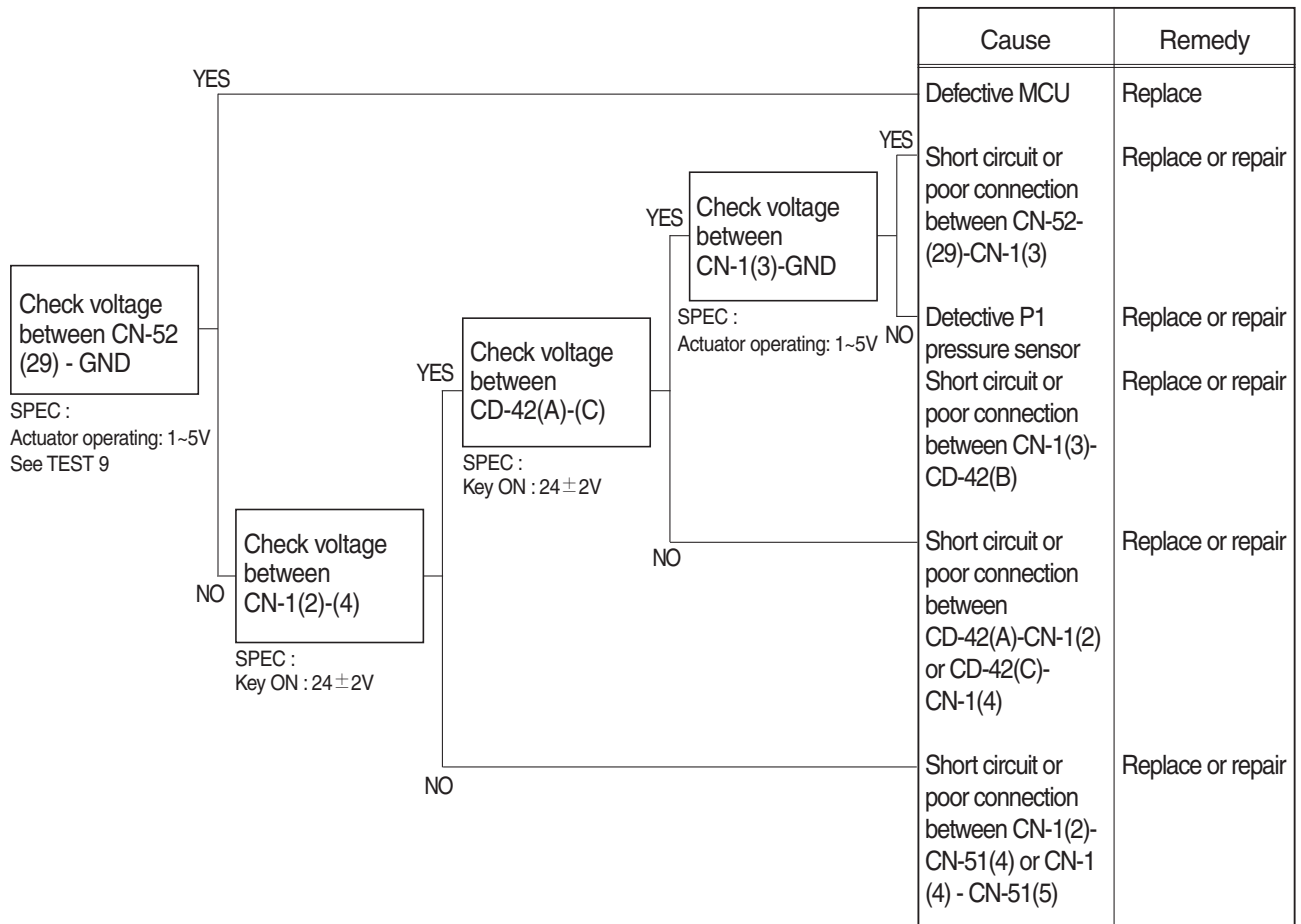 Cause
Remedy
YES
Defective MCU
Replace
YES
Short circuit or
poor connection
between CN-52-
(29)-CN-1(3)
Replace or repair
YES
Check voltage
between
CN-1(3)-GND
SPEC :
Actuator operating: 1~5V
NO
Detective P1
pressure sensor
Replace or repair
Short circuit or
poor connection
between CN-1(3)-
CD-42(B)
Replace or repair
Check voltage
between CN-52
(29) - GND
SPEC :
Actuator operating: 1~5V
See TEST 9
YES
Check voltage
between
CD-42(A)-(C)
SPEC :
Key ON : 24±2V
NO
Short circuit or
poor connection
between
CD-42(A)-CN-1(2)
or CD-42(C)-
CN-1(4)
Replace or repair
NO
Check voltage
between
CN-1(2)-(4)
SPEC :
Key ON : 24±2V
NO
Short circuit or
poor connection
between CN-1(2)-
CN-51(4) or CN-1
(4) - CN-51(5)
Replace or repair